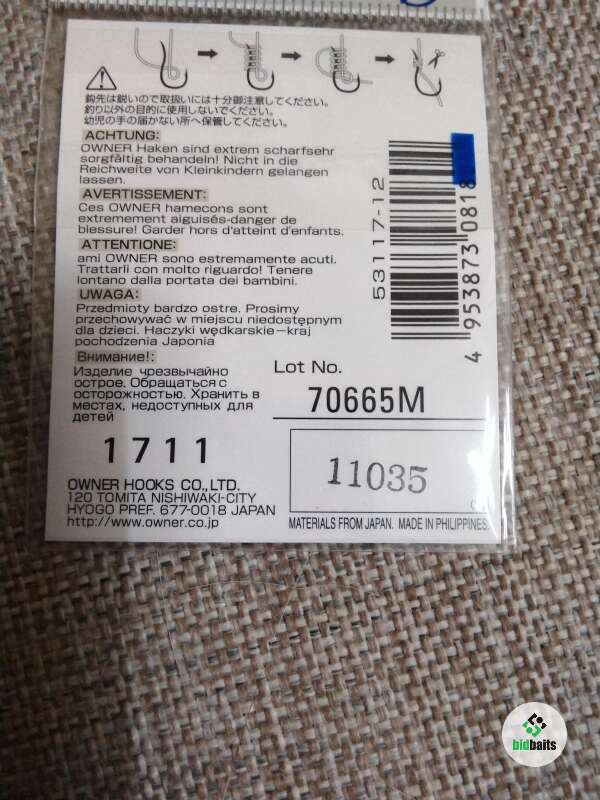 鈎先は鋭いので取扱いには十分御注意してください。
釣り以外の目的に使用しないでください。
幼児の手の届かない所へ保管してください。
ACHTUNG:
OWNER Haken sind extrem scharfsehr
sorgfältig behandeln! Nicht in die
Reichweite von Kleinkindern gelangen
lassen.
AVERTISSEMENT:
Ces OWNER hamecons sont
extremement aiguisés-danger de
blessure! Garder hors d'atteint d'enfants.
ATTENTIONE:
ami OWNER sono estremamente acuti.
Trattarli con molto riguardo! Tenere
lontano dalla portata dei bambini.
UWAGA:
Przedmioty bardzo ostre. Prosimy
przechowywać w miejscu niedostępnym
dla dzieci. Haczyki wędkarskie—kraj
pochodzenia Japonia
Внимание!:
Изделие чрезвычайно
острое. Обращаться с
осторожностью. Хранить в
местах, недоступных для
детей
53117-12
4 953873 0818
Lot No.
70665M
1711
11035
OWNER HOOKS CO.,LTD.
120 TOMITA NISHIWAKI-CITY
HYOGO PREF. 677-0018 JAPAN
http://www.owner.co.jp
MATERIALS FROM JAPAN. MADE IN PHILIPPINES.
bidbaits